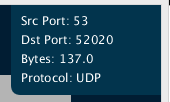 Src Port: 53
Dst Port: 52020
Bytes: 137.0
Protocol: UDP